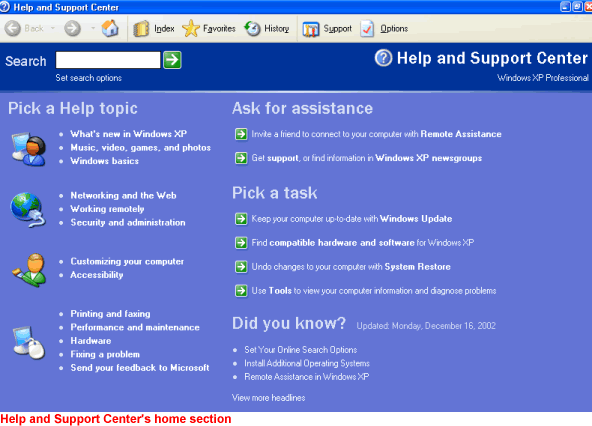 Help and Support Center
Back
Index
Favorites
History
Support
Options
Search
Set search options
Help and Support Center
Windows XP Professional
Pick a Help topic
What's new in Windows XP
Music, video, games, and photos
Windows basics
Networking and the Web
Working remotely
Security and administration
Customizing your computer
Accessibility
Printing and faxing
Performance and maintenance
Hardware
Fixing a problem
Send your feedback to Microsoft
Ask for assistance
Invite a friend to connect to your computer with Remote Assistance
Get support, or find information in Windows XP newsgroups
Pick a task
Keep your computer up-to-date with Windows Update
Find compatible hardware and software for Windows XP
Undo changes to your computer with System Restore
Use Tools to view your computer information and diagnose problems
Did you know? Updated: Monday, December 16, 2002
Set Your Online Search Options
Install Additional Operating Systems
Remote Assistance in Windows XP
View more headlines
Help and Support Center's home section